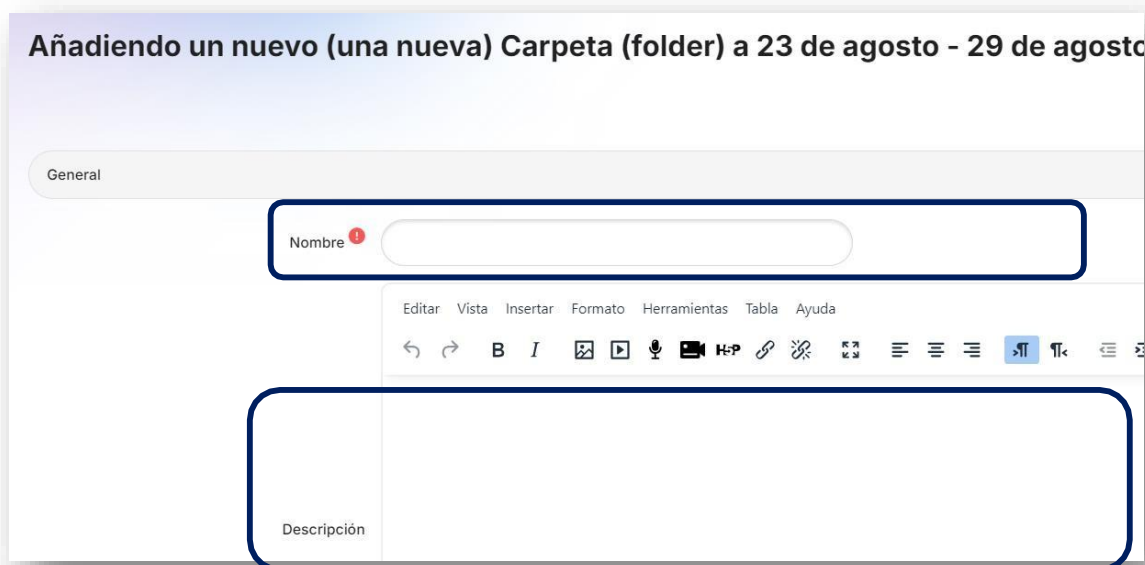 Añadiendo un nuevo (una nueva) Carpeta (folder) a 23 de agosto - 29 de agosto
General
Nombre
Editar Vista Insertar Formato Herramientas Tabla Ayuda
B I H5P
Descripción